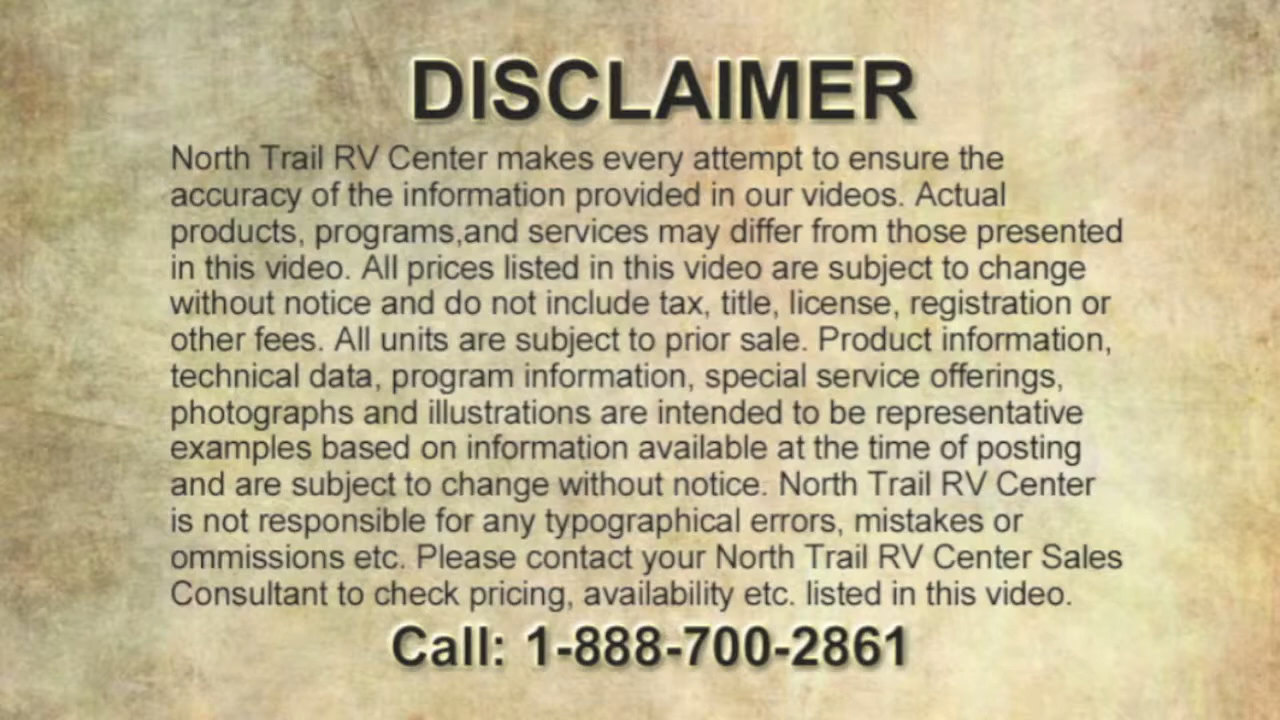 DISCLAIMER
North Trail RV Center makes every attempt to ensure the
accuracy of the information provided in our videos. Actual
products, programs,and services may differ from those presented
in this video. All prices listed in this video are subject to change
without notice and do not include tax, title, license, registration or
other fees. All units are subject to prior sale. Product information,
technical data, program information, special service offerings,
photographs and illustrations are intended to be representative
examples based on information available at the time of posting
and are subject to change without notice. North Trail RV Center
is not responsible for any typographical errors, mistakes or
ommissions etc. Please contact your North Trail RV Center Sales
Consultant to check pricing, availability etc. listed in this video.
Call: 1-888-700-2861